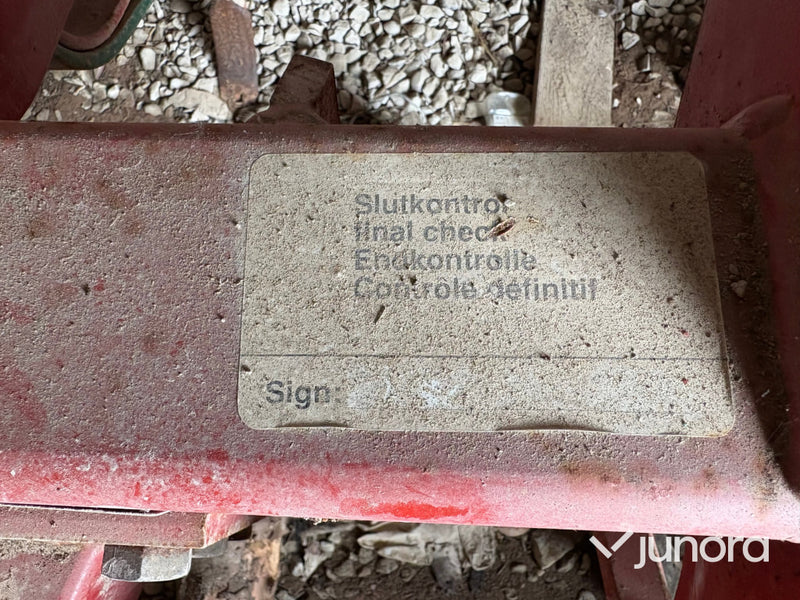 Slutkontrol
final check
Endkontrolle
Contrôle définitif
Sign:
junora